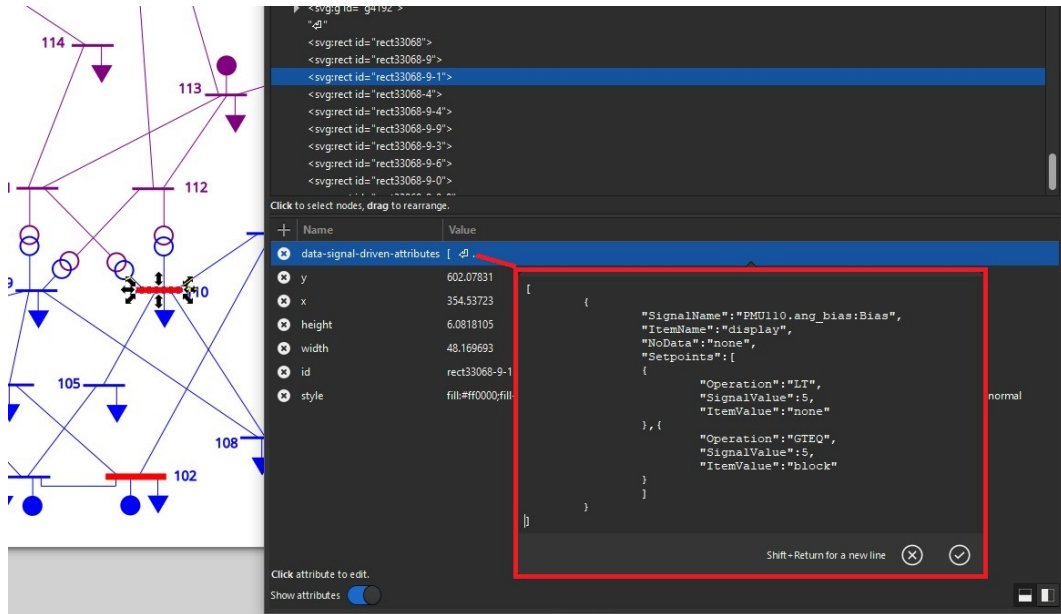 114
113
112
110
105
108
102
<svg:g id="g4192">
"⏎"
<svg:rect id="rect33068">
<svg:rect id="rect33068-9">
<svg:rect id="rect33068-9-1">
<svg:rect id="rect33068-4">
<svg:rect id="rect33068-9-4">
<svg:rect id="rect33068-9-9">
<svg:rect id="rect33068-9-3">
<svg:rect id="rect33068-9-6">
<svg:rect id="rect33068-9-0">
Click to select nodes, drag to rearrange.
Name Value
data-signal-driven-attributes [ ⏎
y 602.07831
x 354.53723
height 6.0818105
width 48.169693
id rect33068-9-1
style fill:#ff0000;fill- normal
[
{
"SignalName":"PMU110.ang_bias:Bias",
"ItemName":"display",
"NoData":"none",
"Setpoints":[
{
"Operation":"LT",
"SignalValue":5,
"ItemValue":"none"
},{
"Operation":"GTEQ",
"SignalValue":5,
"ItemValue":"block"
}
]
}
]
Shift+Return for a new line
Click attribute to edit.
Show attributes